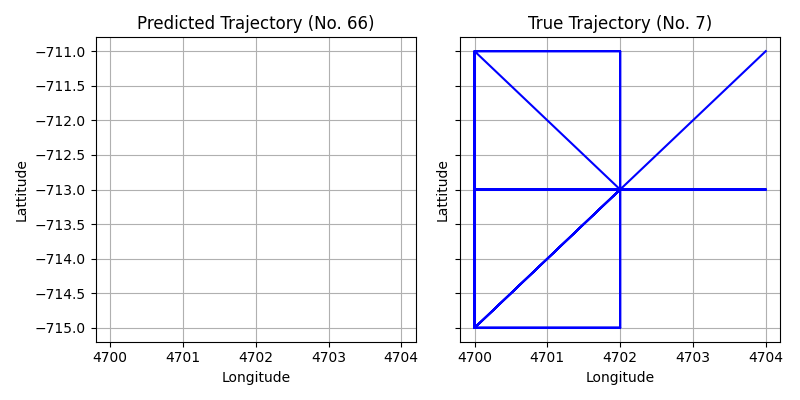 Predicted Trajectory (No. 66)
True Trajectory (No. 7)
−711.0
−711.5
−712.0
−712.5
−713.0
−713.5
−714.0
−714.5
−715.0
Lattitude
Lattitude
4700 4701 4702 4703 4704
4700 4701 4702 4703 4704
Longitude
Longitude